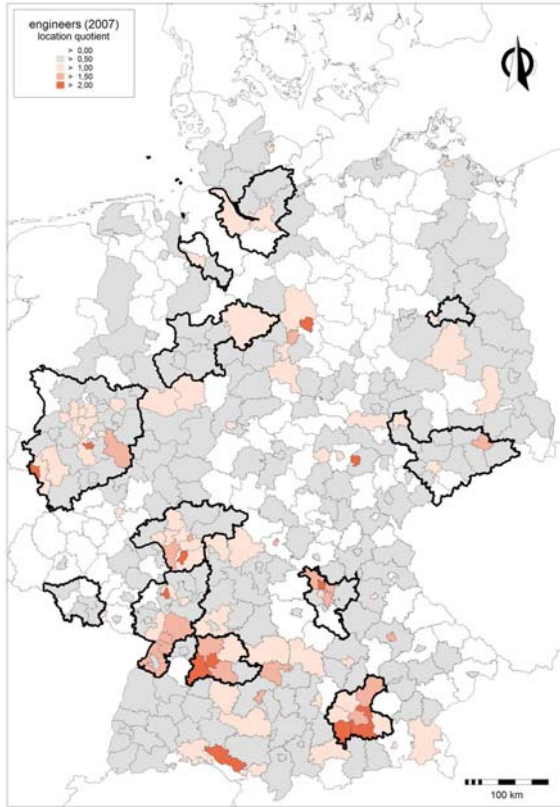 engineers (2007)
location quotient
> 0,00
> 0,50
> 1,00
> 1,50
> 2,00
100 km